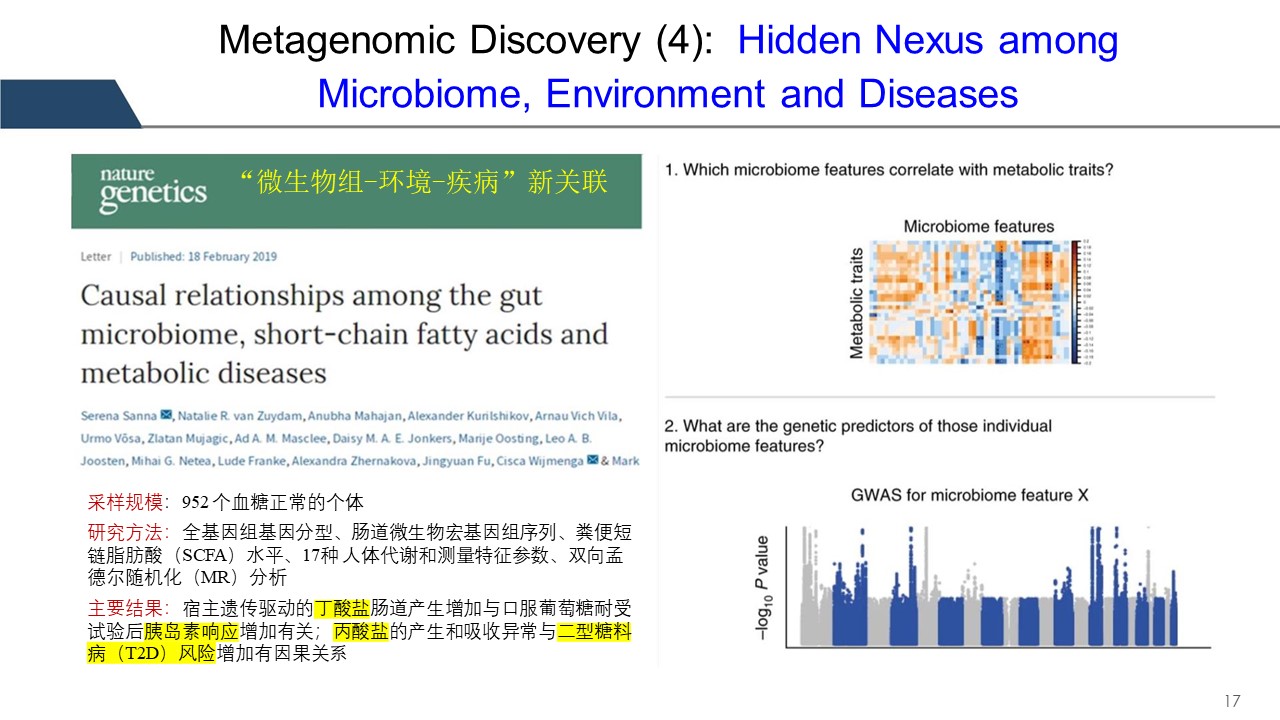 Metagenomic Discovery (4): Hidden Nexus among
Microbiome, Environment and Diseases
nature
genetics
“微生物组-环境-疾病”新关联
Letter | Published: 18 February 2019
Causal relationships among the gut
microbiome, short-chain fatty acids and
metabolic diseases
Serena Sanna, Natalie R. van Zuydam, Anubha Mahajan, Alexander Kurilshikov, Arnau Vich Vila,
Urmo Võsa, Zlatan Mujagic, Ad A. M. Masclee, Daisy M. A. E. Jonkers, Marije Oosting, Leo A. B.
Joosten, Mihai G. Netea, Lude Franke, Alexandra Zhernakova, Jingyuan Fu, Cisca Wijmenga & Mark
采样规模：952 个血糖正常的个体
研究方法：全基因组基因分型、肠道微生物宏基因组序列、粪便短
链脂肪酸（SCFA）水平、17种 人体代谢和测量特征参数、双向孟
德尔随机化（MR）分析
主要结果：宿主遗传驱动的丁酸盐肠道产生增加与口服葡萄糖耐受
试验后胰岛素响应增加有关；丙酸盐的产生和吸收异常与二型糖料
病（T2D）风险增加有因果关系
1. Which microbiome features correlate with metabolic traits?
Microbiome features
Metabolic traits
2. What are the genetic predictors of those individual
microbiome features?
GWAS for microbiome feature X
–log10 P value
17